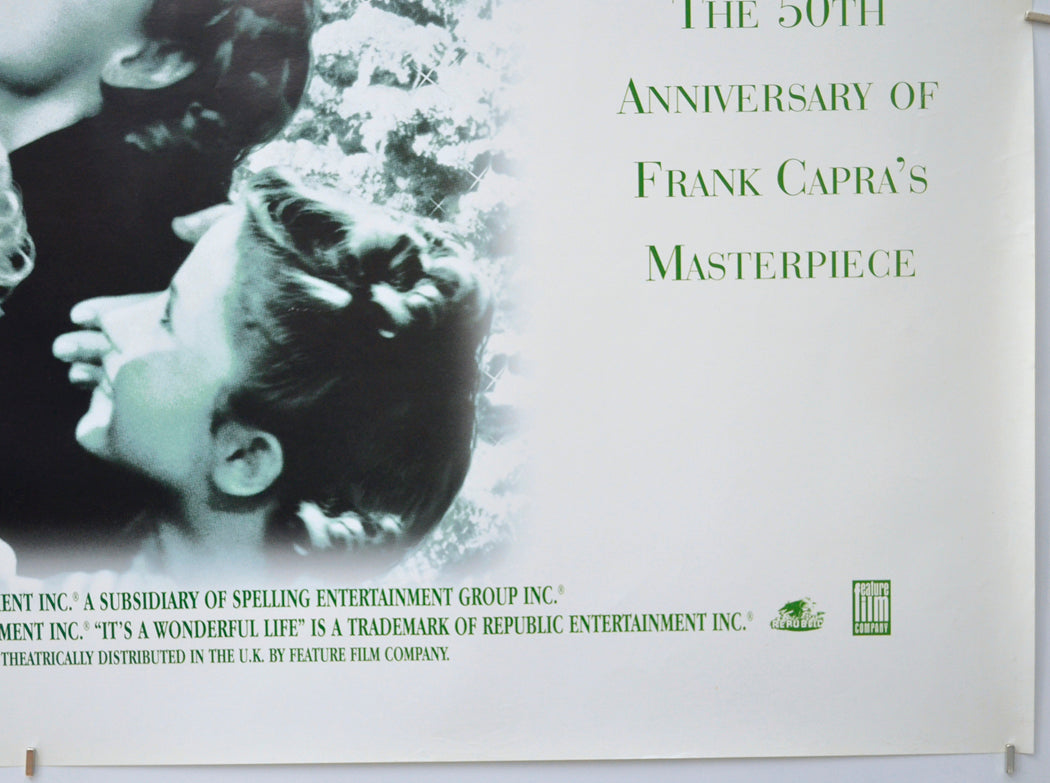 THE 50TH
ANNIVERSARY OF
FRANK CAPRA'S
MASTERPIECE
ENT INC.® A SUBSIDIARY OF SPELLING ENTERTAINMENT GROUP INC.®
MENT INC.® “IT'S A WONDERFUL LIFE” IS A TRADEMARK OF REPUBLIC ENTERTAINMENT INC.®
THEATRICALLY DISTRIBUTED IN THE U.K. BY FEATURE FILM COMPANY.
REPUBLIC
feature
film
COMPANY